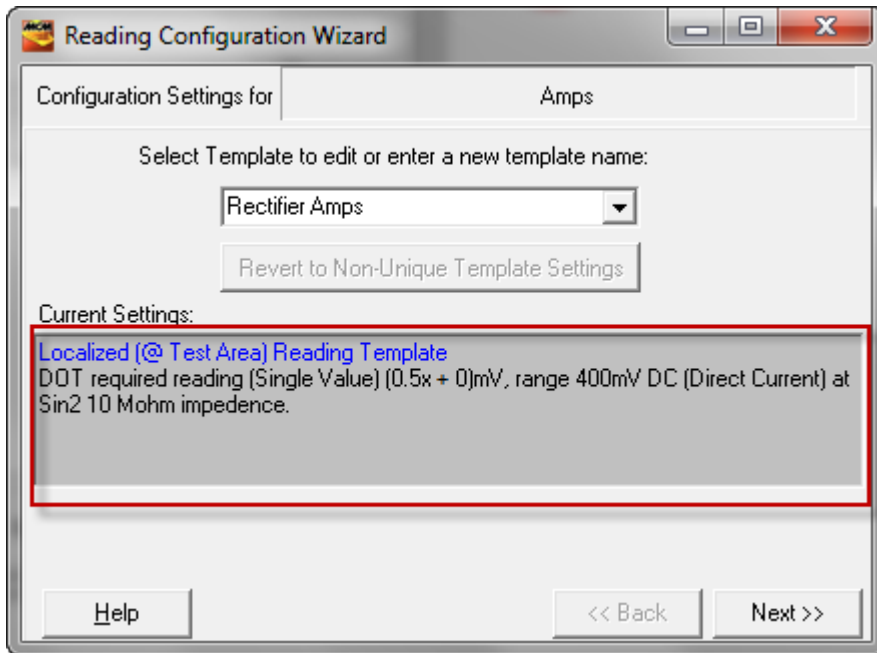 MCM
Reading Configuration Wizard
Configuration Settings for
Amps
Select Template to edit or enter a new template name:
Rectifier Amps
Revert to Non-Unique Template Settings
Current Settings:
Localized (@ Test Area) Reading Template
DOT required reading (Single Value) (0.5x + 0)mV, range 400mV DC (Direct Current) at
Sin2 10 Mohm impedence.
Help
<< Back
Next >>